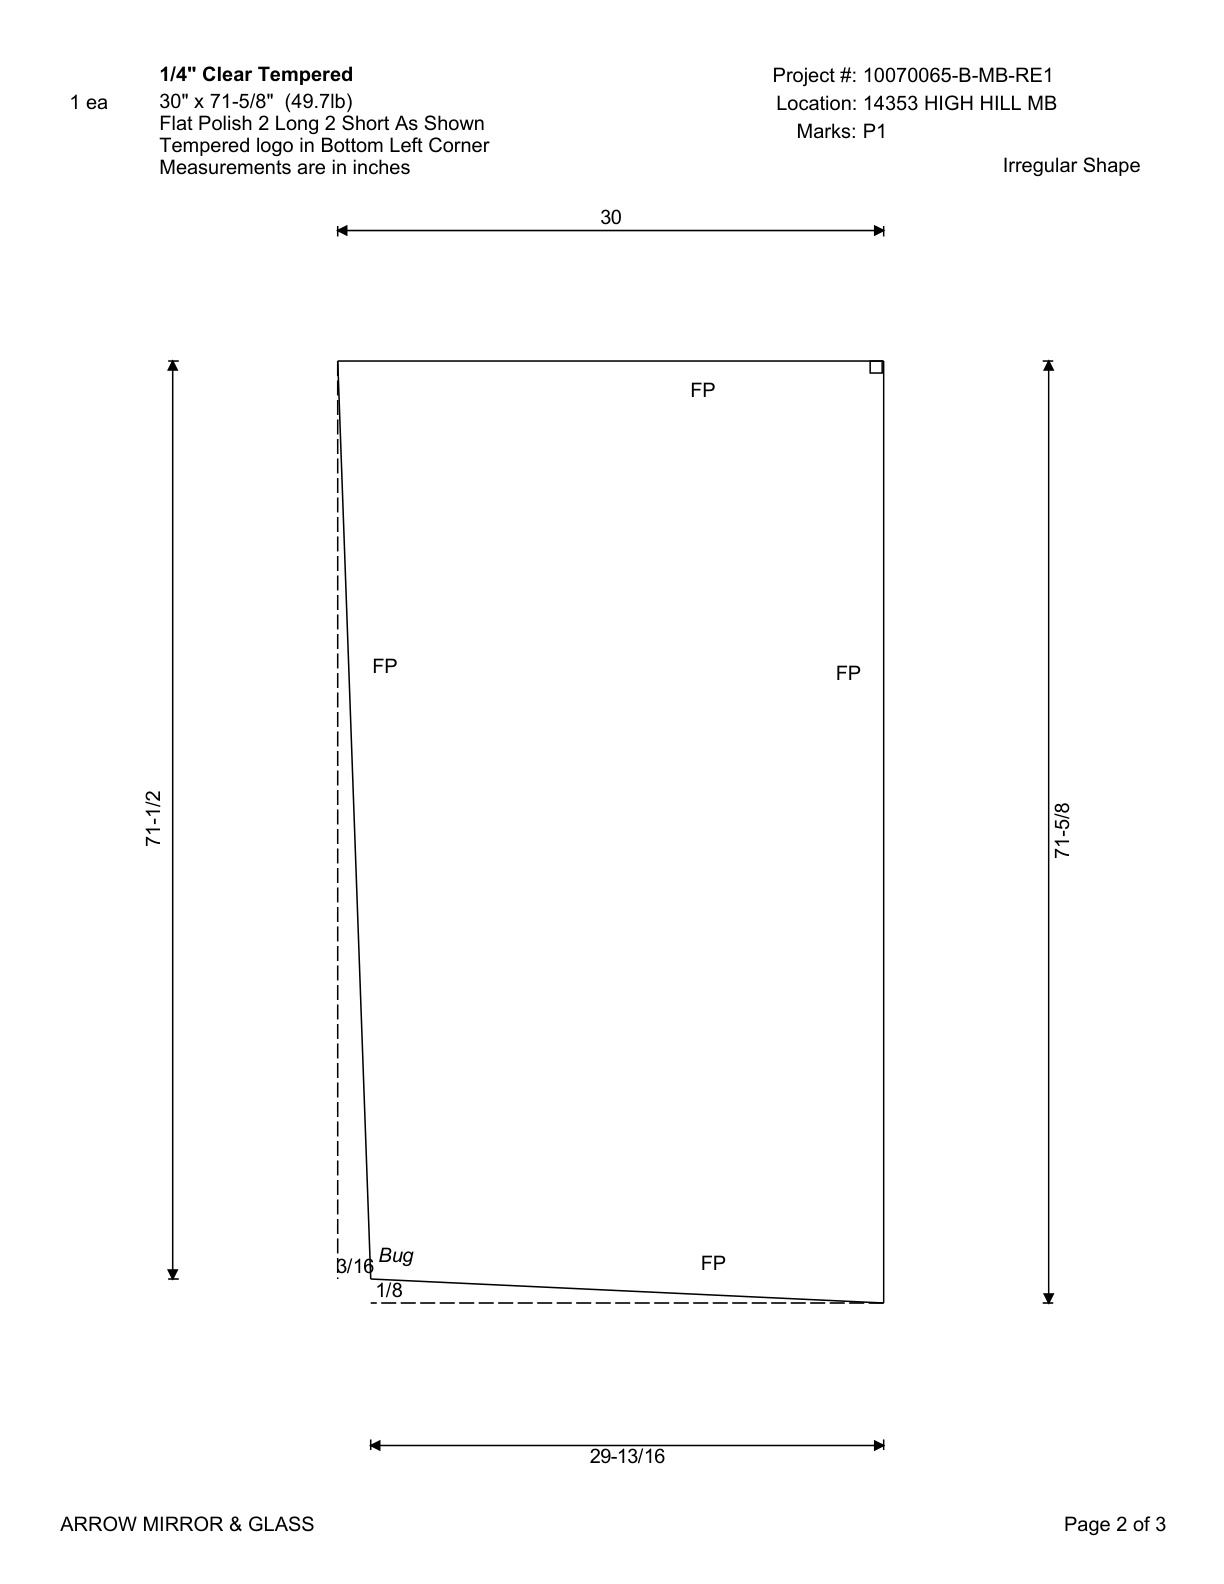 1/4" Clear Tempered
1 ea
30" x 71-5/8" (49.7lb)
Flat Polish 2 Long 2 Short As Shown
Tempered logo in Bottom Left Corner
Measurements are in inches
Project #: 10070065-B-MB-RE1
Location: 14353 HIGH HILL MB
Marks: P1
Irregular Shape
30
FP
FP
FP
71-1/2
71-5/8
Bug
3/16
FP
1/8
29-13/16
ARROW MIRROR & GLASS
Page 2 of 3